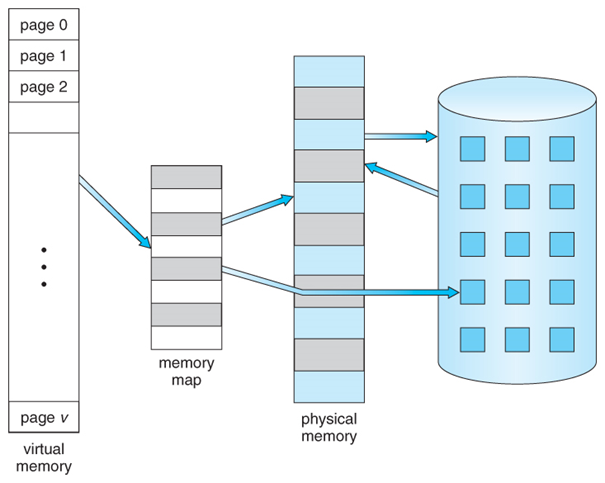 page 0
page 1
page 2
page v
virtual
memory
memory
map
physical
memory